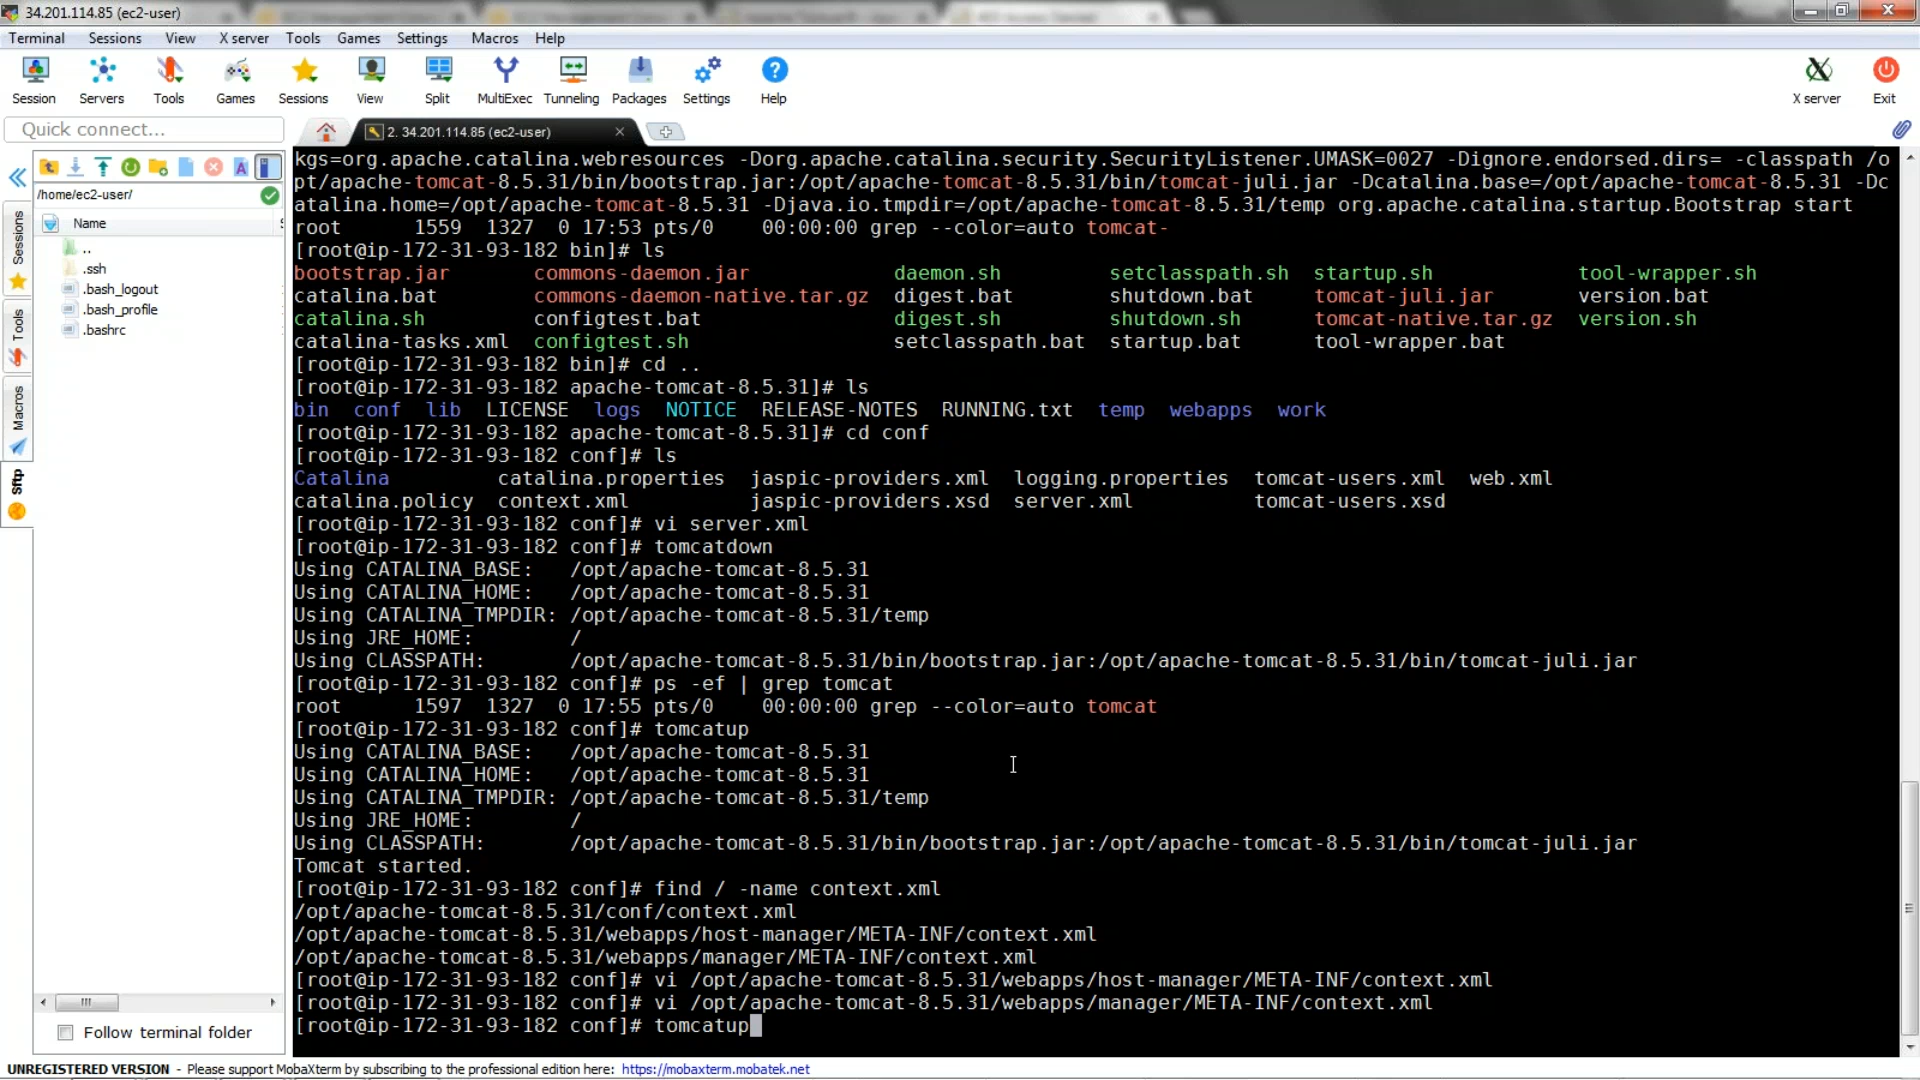 34.201.114.85 (ec2-user)
Terminal Sessions View X server Tools Games Settings Macros Help
Session Servers Tools Games Sessions View Split MultiExec Tunneling Packages Settings Help X server Exit
Quick connect...
2. 34.201.114.85 (ec2-user)
/home/ec2-user/
Name
..
.ssh
.bash_logout
.bash_profile
.bashrc
Sessions
Tools
Macros
Sftp
Follow terminal folder
kgs=org.apache.catalina.webresources -Dorg.apache.catalina.security.SecurityListener.UMASK=0027 -Dignore.endorsed.dirs= -classpath /o
pt/apache-tomcat-8.5.31/bin/bootstrap.jar:/opt/apache-tomcat-8.5.31/bin/tomcat-juli.jar -Dcatalina.base=/opt/apache-tomcat-8.5.31 -Dc
atalina.home=/opt/apache-tomcat-8.5.31 -Djava.io.tmpdir=/opt/apache-tomcat-8.5.31/temp org.apache.catalina.startup.Bootstrap start
root      1559  1327  0 17:53 pts/0    00:00:00 grep --color=auto tomcat-
[root@ip-172-31-93-182 bin]# ls
bootstrap.jar       commons-daemon.jar            daemon.sh         setclasspath.sh  startup.sh            tool-wrapper.sh
catalina.bat        commons-daemon-native.tar.gz  digest.bat        shutdown.bat     tomcat-juli.jar       version.bat
catalina.sh         configtest.bat                digest.sh         shutdown.sh      tomcat-native.tar.gz  version.sh
catalina-tasks.xml  configtest.sh                 setclasspath.bat  startup.bat      tool-wrapper.bat
[root@ip-172-31-93-182 bin]# cd ..
[root@ip-172-31-93-182 apache-tomcat-8.5.31]# ls
bin  conf  lib  LICENSE  logs  NOTICE  RELEASE-NOTES  RUNNING.txt  temp  webapps  work
[root@ip-172-31-93-182 apache-tomcat-8.5.31]# cd conf
[root@ip-172-31-93-182 conf]# ls
Catalina         catalina.properties  jaspic-providers.xml  logging.properties  tomcat-users.xml  web.xml
catalina.policy  context.xml          jaspic-providers.xsd  server.xml          tomcat-users.xsd
[root@ip-172-31-93-182 conf]# vi server.xml
[root@ip-172-31-93-182 conf]# tomcatdown
Using CATALINA_BASE:   /opt/apache-tomcat-8.5.31
Using CATALINA_HOME:   /opt/apache-tomcat-8.5.31
Using CATALINA_TMPDIR: /opt/apache-tomcat-8.5.31/temp
Using JRE_HOME:        /
Using CLASSPATH:       /opt/apache-tomcat-8.5.31/bin/bootstrap.jar:/opt/apache-tomcat-8.5.31/bin/tomcat-juli.jar
[root@ip-172-31-93-182 conf]# ps -ef | grep tomcat
root      1597  1327  0 17:55 pts/0    00:00:00 grep --color=auto tomcat
[root@ip-172-31-93-182 conf]# tomcatup
Using CATALINA_BASE:   /opt/apache-tomcat-8.5.31
Using CATALINA_HOME:   /opt/apache-tomcat-8.5.31
Using CATALINA_TMPDIR: /opt/apache-tomcat-8.5.31/temp
Using JRE_HOME:        /
Using CLASSPATH:       /opt/apache-tomcat-8.5.31/bin/bootstrap.jar:/opt/apache-tomcat-8.5.31/bin/tomcat-juli.jar
Tomcat started.
[root@ip-172-31-93-182 conf]# find / -name context.xml
/opt/apache-tomcat-8.5.31/conf/context.xml
/opt/apache-tomcat-8.5.31/webapps/host-manager/META-INF/context.xml
/opt/apache-tomcat-8.5.31/webapps/manager/META-INF/context.xml
[root@ip-172-31-93-182 conf]# vi /opt/apache-tomcat-8.5.31/webapps/host-manager/META-INF/context.xml
[root@ip-172-31-93-182 conf]# vi /opt/apache-tomcat-8.5.31/webapps/manager/META-INF/context.xml
[root@ip-172-31-93-182 conf]# tomcatup
UNREGISTERED VERSION - Please support MobaXterm by subscribing to the professional edition here: https://mobaxterm.mobatek.net